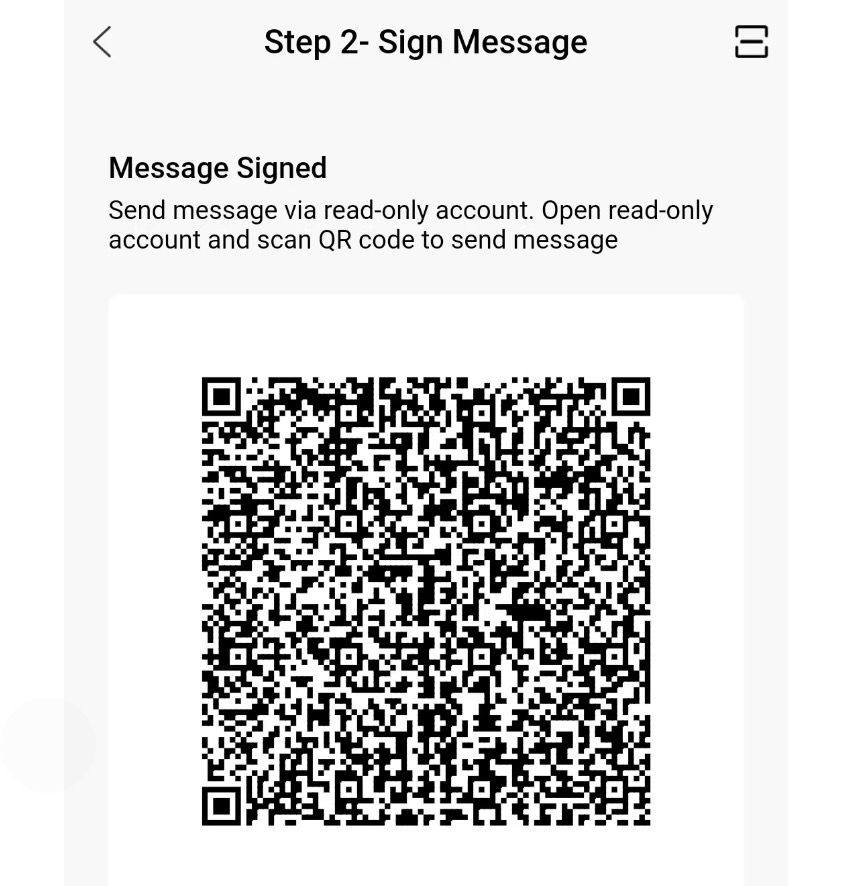 Step 2- Sign Message
Message Signed
Send message via read-only account. Open read-only
account and scan QR code to send message